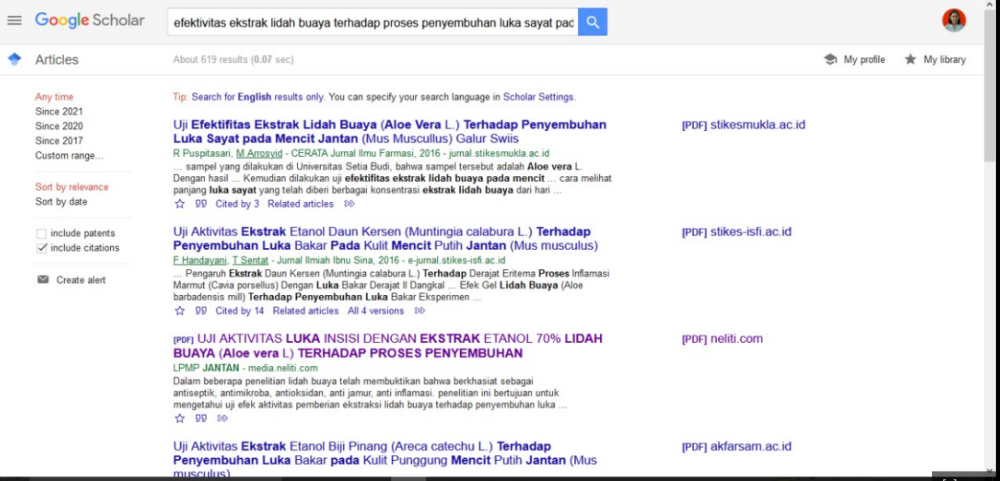 Google Scholar
efektivitas ekstrak lidah buaya terhadap proses penyembuhan luka sayat pad
Articles
About 619 results (0.07 sec)
My profile
My library
Any time
Since 2021
Since 2020
Since 2017
Custom range...
Sort by relevance
Sort by date
include patents
include citations
Create alert
Tip: Search for English results only. You can specify your search language in Scholar Settings.
Uji Efektifitas Ekstrak Lidah Buaya (Aloe Vera L.) Terhadap Penyembuhan
Luka Sayat pada Mencit Jantan (Mus Muscullus) Galur Swiis
R Puspitasari, M Arrosyid - CERATA Jurnal Ilmu Farmasi, 2016 - jurnal.stikesmukla.ac.id
... sampel yang dilakukan di Universitas Setia Budi, bahwa sampel tersebut adalah Aloe vera L.
Dengan hasil ... Kemudian dilakukan uji efektifitas ekstrak lidah buaya pada mencit ... cara melihat
panjang luka sayat yang telah diberi berbagai konsentrasi ekstrak lidah buaya dari hari ...
Cited by 3 Related articles
[PDF] stikesmukla.ac.id
Uji Aktivitas Ekstrak Etanol Daun Kersen (Muntingia calabura L.) Terhadap
Penyembuhan Luka Bakar Pada Kulit Mencit Putih Jantan (Mus musculus)
F Handayani, T Sentat - Jurnal Ilmiah Ibnu Sina, 2016 - e-jurnal.stikes-isfi.ac.id
... Pengaruh Ekstrak Daun Kersen (Muntingia calabura L.) Terhadap Derajat Eritema Proses Inflamasi
Marmut (Cavia porsellus) Dengan Luka Bakar Derajat II Dangkal ... Efek Gel Lidah Buaya (Aloe
barbadensis mill) Terhadap Penyembuhan Luka Bakar Eksperimen ...
Cited by 14 Related articles All 4 versions
[PDF] stikes-isfi.ac.id
[PDF] UJI AKTIVITAS LUKA INSISI DENGAN EKSTRAK ETANOL 70% LIDAH
BUAYA (Aloe vera L) TERHADAP PROSES PENYEMBUHAN
LPMP JANTAN - media.neliti.com
Dalam beberapa penelitian lidah buaya telah membuktikan bahwa berkhasiat sebagai
antiseptik, antimikroba, antioksidan, anti jamur, anti inflamasi. penelitian ini bertujuan untuk
mengetahui uji efek aktivitas pemberian ekstraksi lidah buaya terhadap penyembuhan luka ...
[PDF] neliti.com
Uji Aktivitas Ekstrak Etanol Biji Pinang (Areca catechu L.) Terhadap
Penyembuhan Luka Bakar pada Kulit Punggung Mencit Putih Jantan (Mus
musculus)
[PDF] akfarsam.ac.id